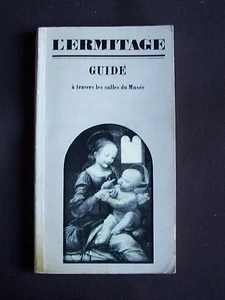 L'ERMITAGE
GUIDE
à travers les salles du Musée